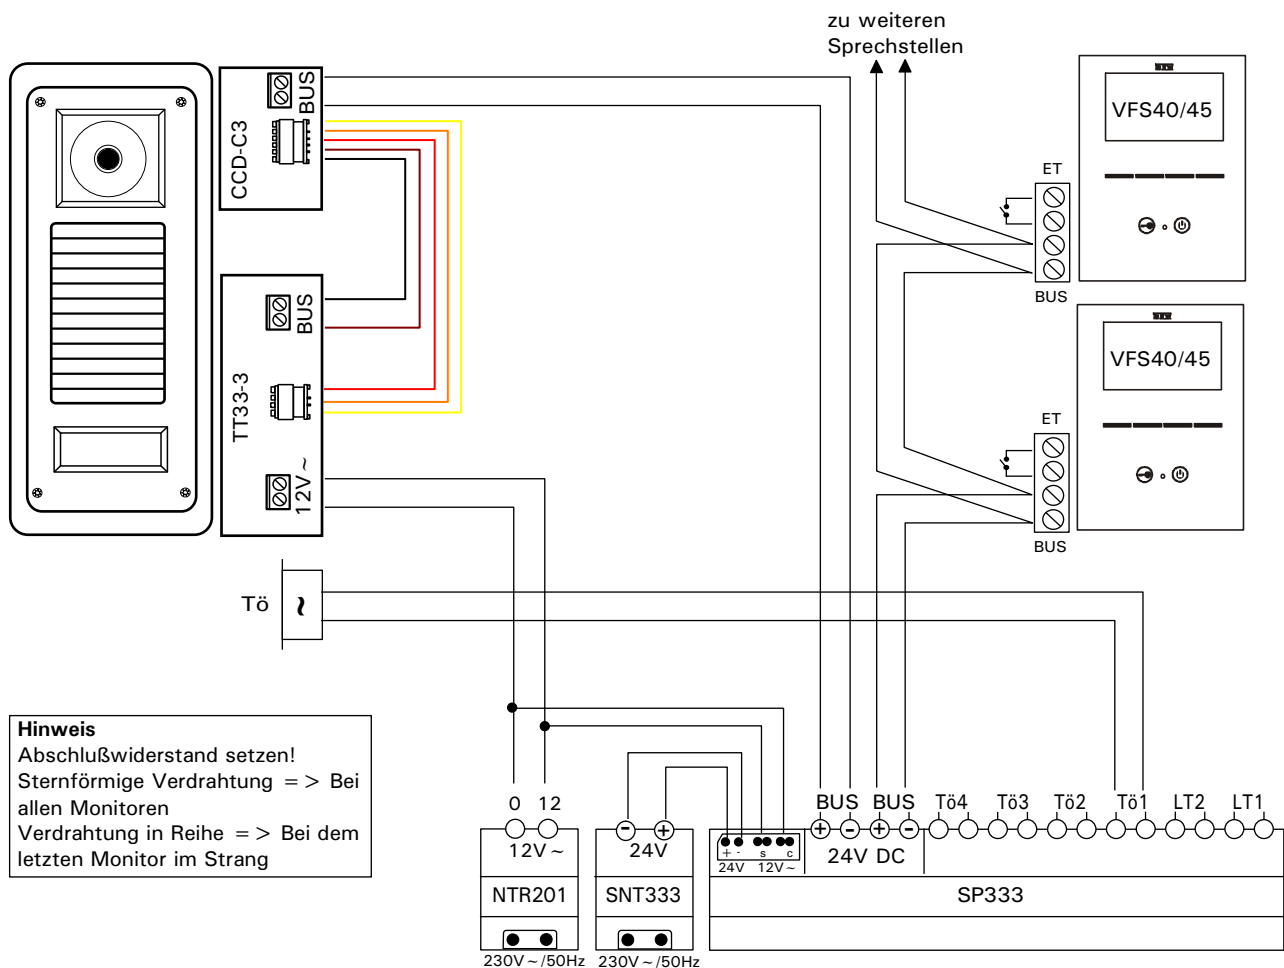 zu weiteren
Sprechstellen
CCD-C3
BUS
VFS40/45
ET
BUS
TT33-3
BUS
12V~
VFS40/45
ET
BUS
Tö
~
Hinweis
Abschlußwiderstand setzen!
Sternförmige Verdrahtung => Bei
allen Monitoren
Verdrahtung in Reihe => Bei dem
letzten Monitor im Strang
0 12
12V~
NTR201
230V~/50Hz
- +
24V
SNT333
230V~/50Hz
+ - s c
24V 12V~
BUS BUS Tö4 Tö3 Tö2 Tö1 LT2 LT1
+ - + -
24V DC
SP333